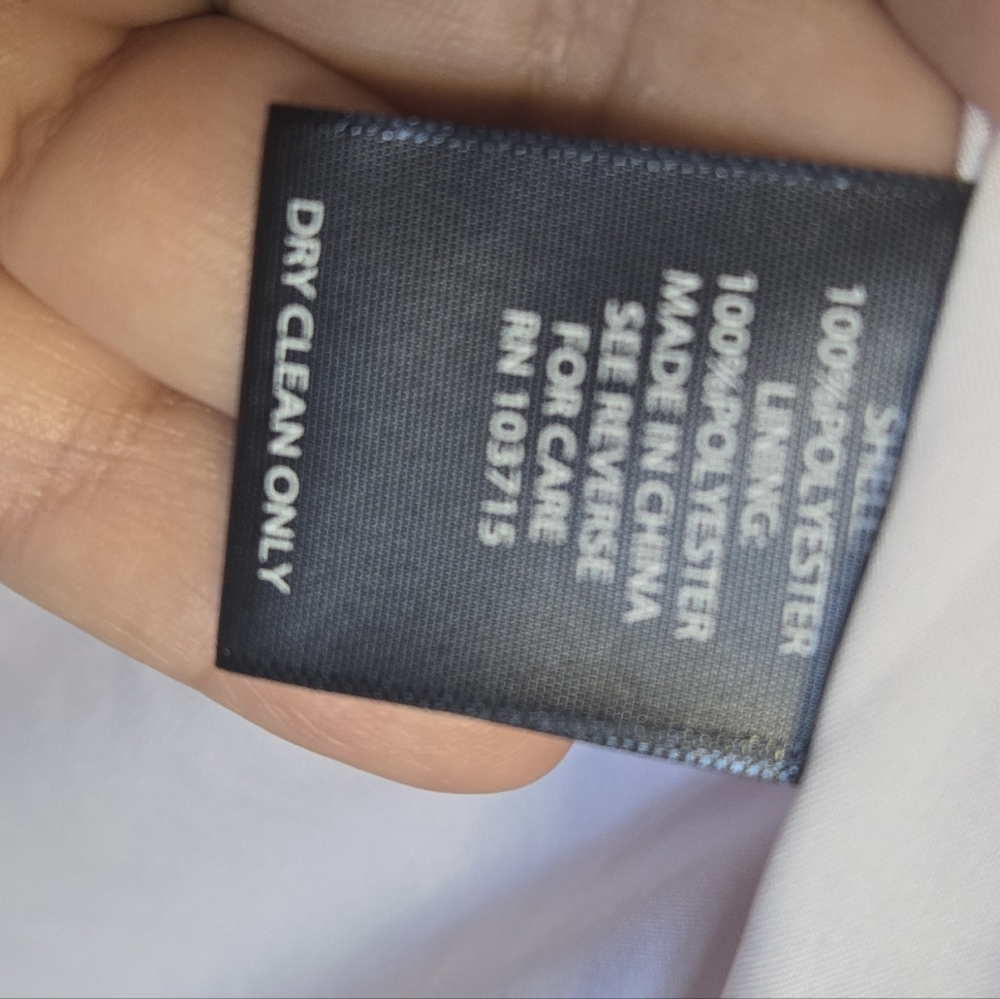 SHELL
100%POLYESTER
LINING:
100%POLYESTER
MADE IN CHINA
SEE REVERSE
FOR CARE
RN 103715
DRY CLEAN ONLY